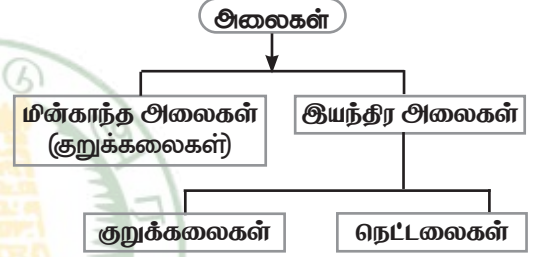 அலைகள்
மின்காந்த அலைகள்
(குறுக்கலைகள்)
இயந்திர அலைகள்
குறுக்கலைகள்
நெட்டலைகள்